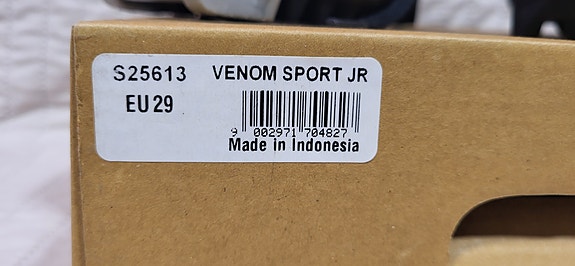 S25613 VENOM SPORT JR
EU 29
9 002971 704827
Made in Indonesia